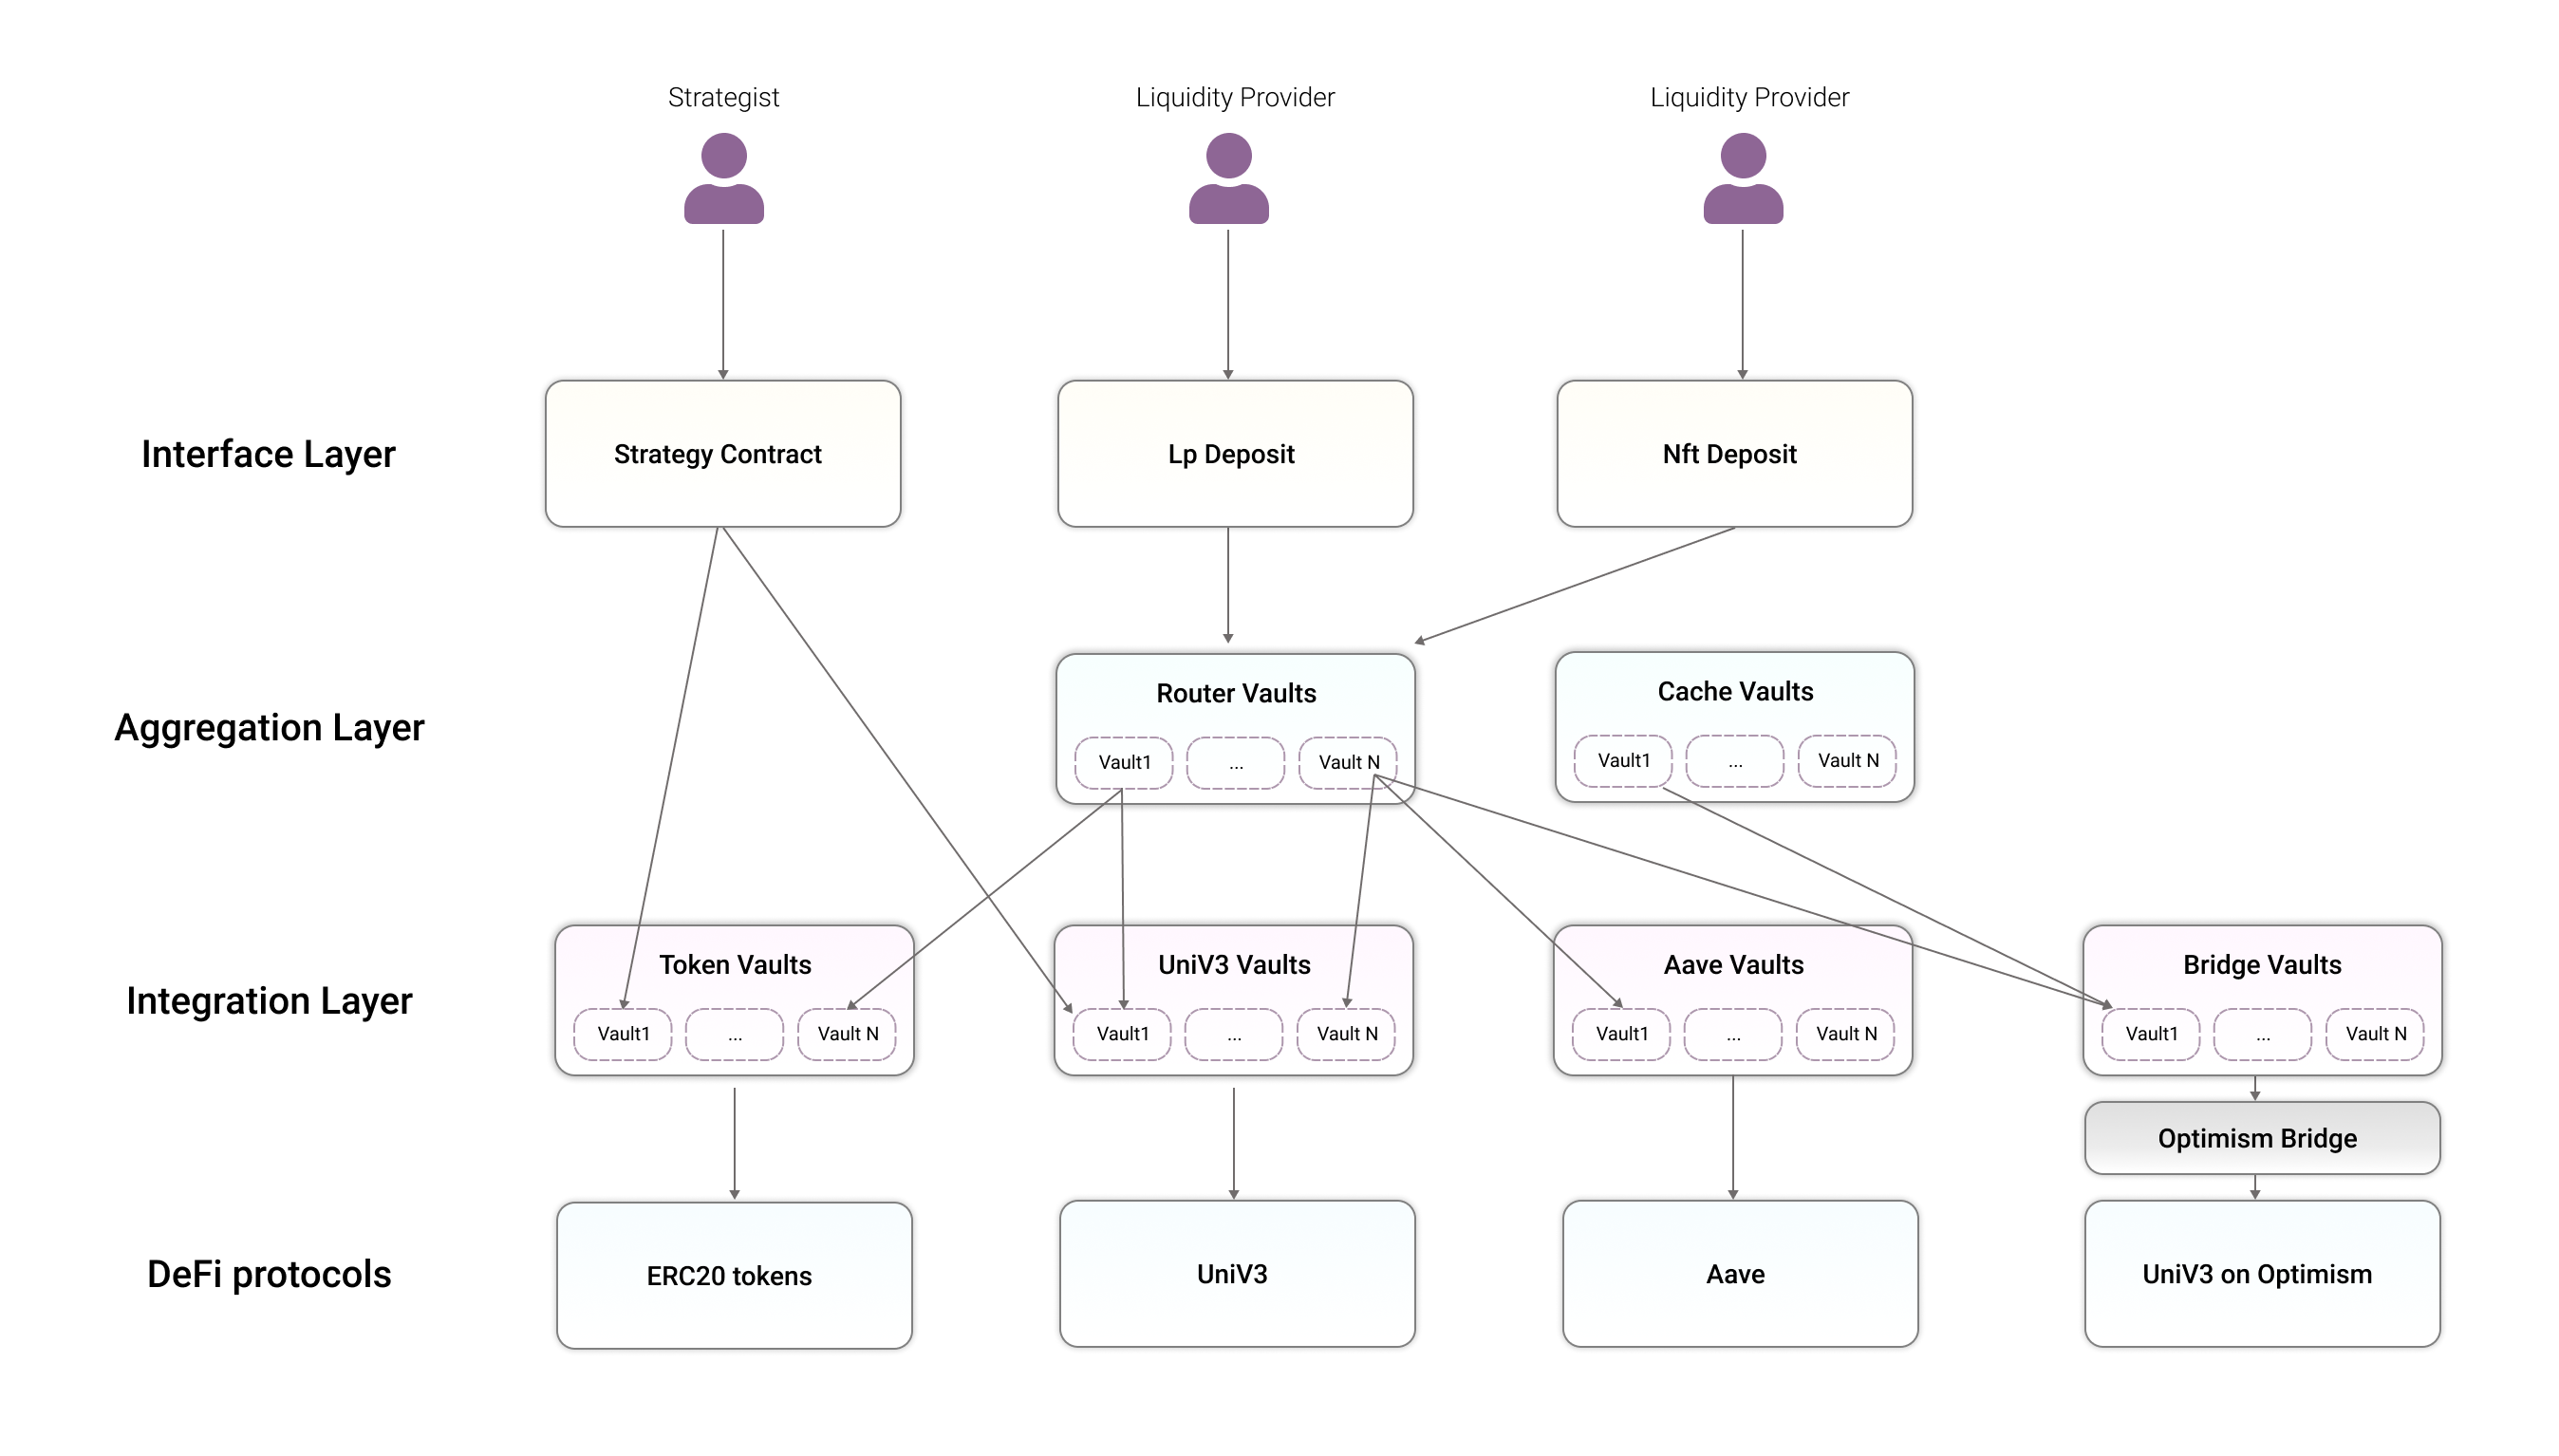 Strategist
Liquidity Provider
Liquidity Provider
Interface Layer
Strategy Contract
Lp Deposit
Nft Deposit
Aggregation Layer
Router Vaults
Vault1
...
Vault N
Cache Vaults
Vault1
...
Vault N
Integration Layer
Token Vaults
Vault1
...
Vault N
UniV3 Vaults
Vault1
...
Vault N
Aave Vaults
Vault1
...
Vault N
Bridge Vaults
Vault1
...
Vault N
Optimism Bridge
DeFi protocols
ERC20 tokens
UniV3
Aave
UniV3 on Optimism